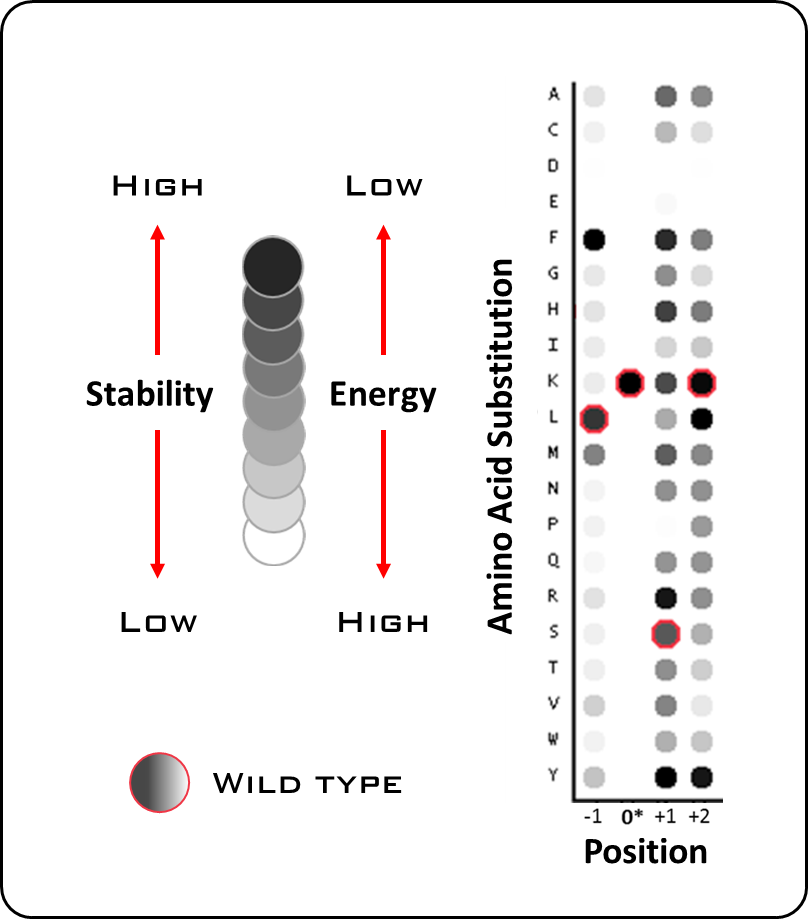 HIGH
LOW
Stability
Energy
LOW
HIGH
WILD TYPE
Amino Acid Substitution
A
C
D
E
F
G
H
I
K
L
M
N
P
Q
R
S
T
V
W
Y
-1 0* +1 +2
Position